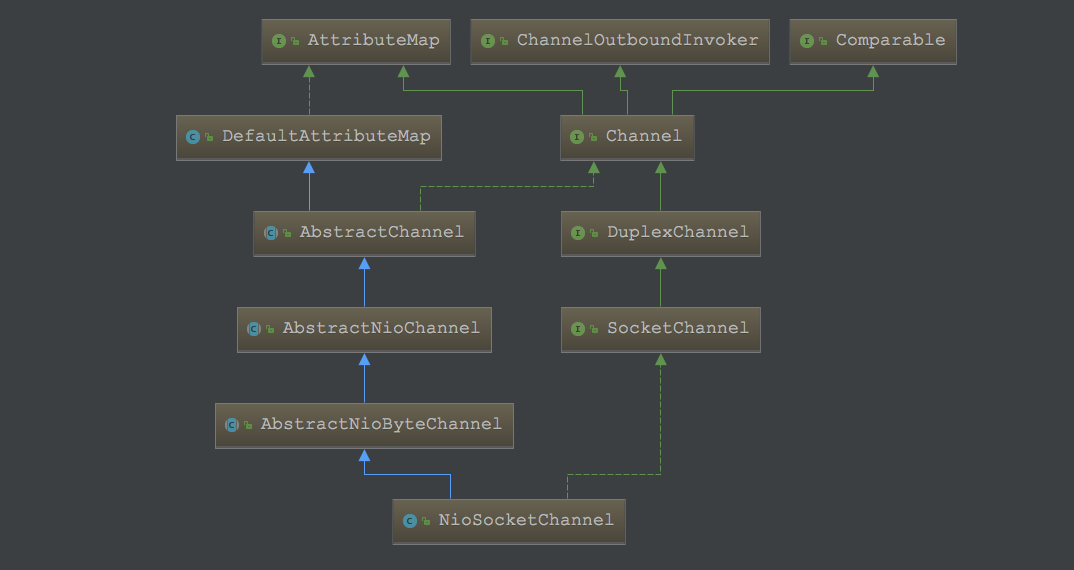 AttributeMap
ChannelOutboundInvoker
Comparable
DefaultAttributeMap
Channel
AbstractChannel
DuplexChannel
AbstractNioChannel
SocketChannel
AbstractNioByteChannel
NioSocketChannel